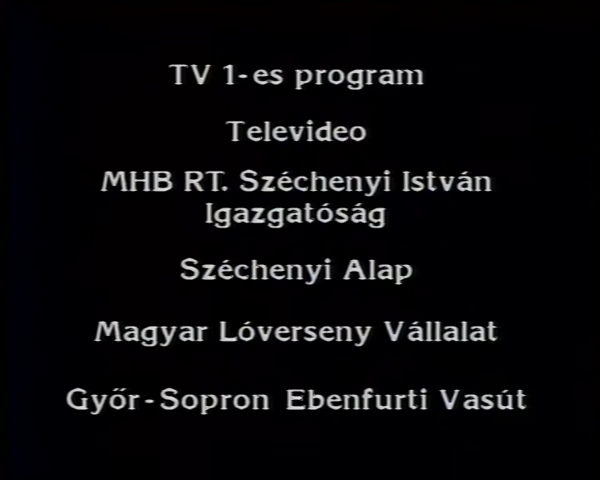 TV 1-es program
Televideo
MHB RT. Széchenyi István
Igazgatóság
Széchenyi Alap
Magyar Lóverseny Vállalat
Győr-Sopron Ebenfurti Vasút